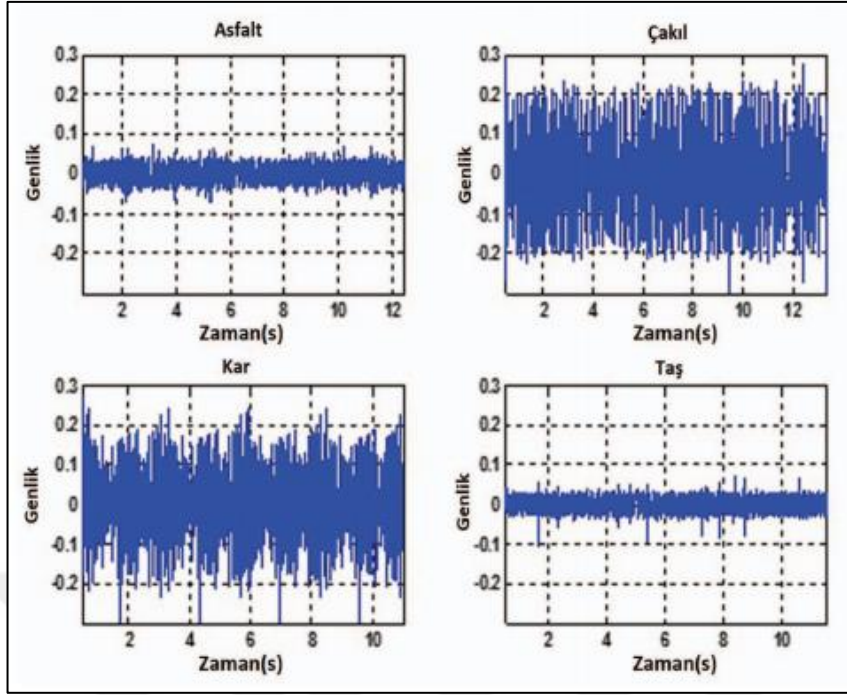 Asfalt
0.3
0.2
0.1
0
-0.1
-0.2
Genlik
2 4 6 8 10 12
Zaman(s)
Çakıl
0.3
0.2
0.1
0
-0.1
-0.2
Genlik
2 4 6 8 10 12
Zaman(s)
Kar
0.3
0.2
0.1
0
-0.1
-0.2
Genlik
2 4 6 8 10
Zaman(s)
Taş
0.3
0.2
0.1
0
-0.1
-0.2
Genlik
2 4 6 8 10
Zaman(s)